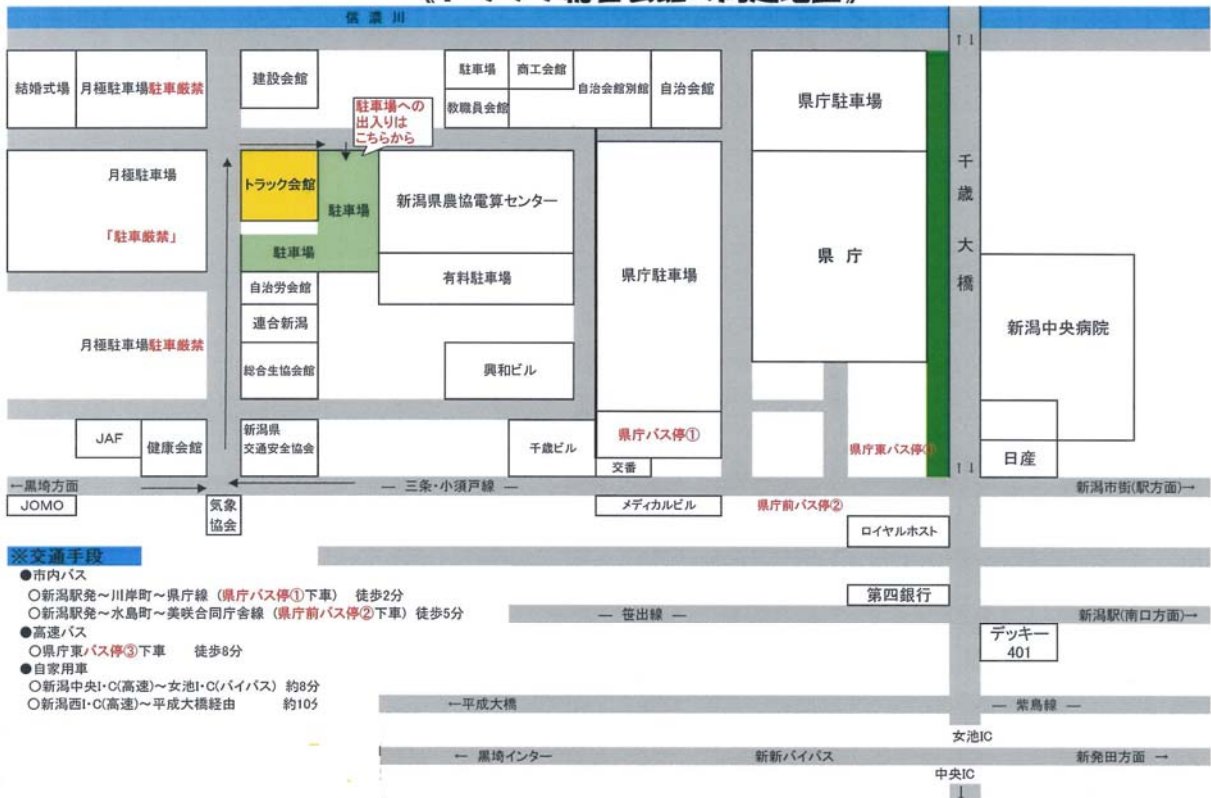 信濃川
↑↓
結婚式場
月極駐車場駐車厳禁
建設会館
駐車場
商工会館
教職員会館
自治会館別館
自治会館
県庁駐車場
駐車場への
出入りは
こちらから
月極駐車場
「駐車厳禁」
トラック会館
駐車場
駐車場
新潟県農協電算センター
有料駐車場
県庁駐車場
県 庁
千歳大橋
新潟中央病院
自治労会館
連合新潟
総合生協会館
月極駐車場駐車厳禁
興和ビル
JAF
健康会館
新潟県
交通安全協会
千歳ビル
県庁バス停①
交番
県庁東バス停
↑↓
日産
←黒埼方面
― 三条・小須戸線 ―
新潟市街(駅方面)→
JOMO
気象
協会
メディカルビル
県庁前バス停②
ロイヤルホスト
※交通手段
●市内バス
○新潟駅発～川岸町～県庁線 (県庁バス停①下車) 徒歩2分
○新潟駅発～水島町～美咲合同庁舎線 (県庁前バス停②下車) 徒歩5分
●高速バス
○県庁東バス停③下車 徒歩8分
●自家用車
○新潟中央I・C(高速)～女池I・C(バイパス) 約8分
○新潟西I・C(高速)～平成大橋経由 約10分
第四銀行
― 笹出線 ―
新潟駅(南口方面)→
デッキー
401
←平成大橋
― 紫鳥線 ―
女池IC
← 黒埼インター
新新バイパス
新発田方面 →
中央IC
↓